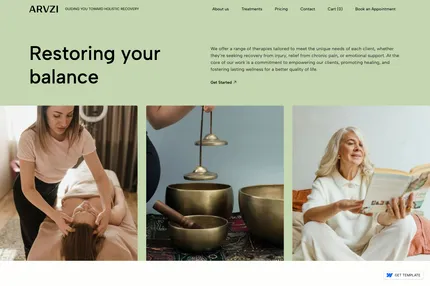 ARVZI
GUIDING YOU TOWARD HOLISTIC RECOVERY
About us
Treatments
Pricing
Contact
Cart (0)
Book an Appointment
Restoring your
balance
We offer a range of therapies tailored to meet the unique needs of each client, whether
they're seeking recovery from injury, relief from chronic pain, or emotional support. At the
core of our work is a commitment to empowering our clients, promoting healing, and
fostering lasting wellness for a better quality of life.
Get Started ↗
GET TEMPLATE